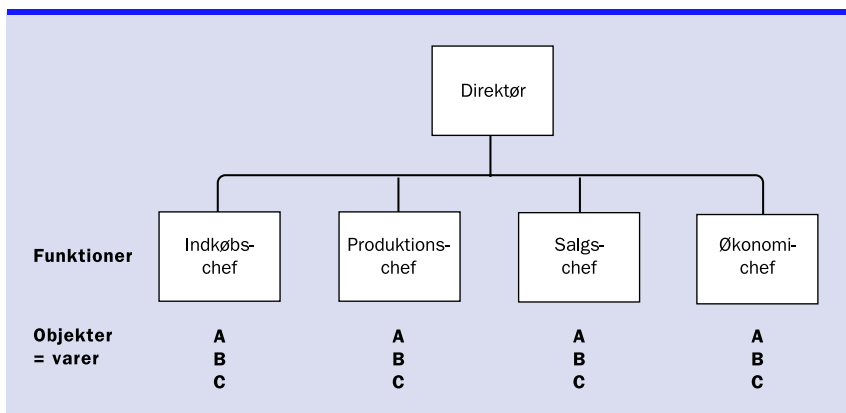 Direktør
Indkøbs-
chef
Produktions-
chef
Salgs-
chef
Økonomi-
chef
Funktioner
Objekter
= varer
A A A A
B B B B
C C C C